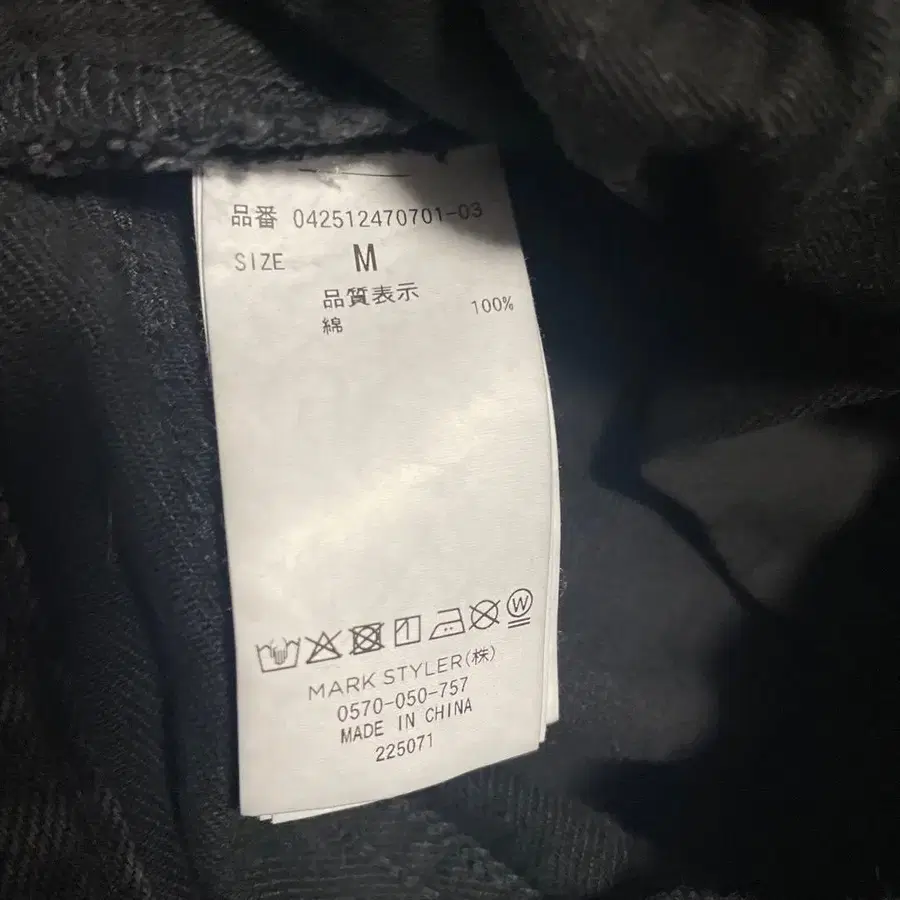 品番 042512470701-03
SIZE M
品質表示
綿 100%
W
MARK STYLER(株)
0570-050-757
MADE IN CHINA
225071